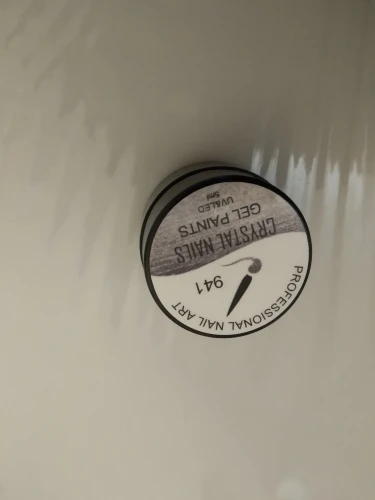 PROFESSIONAL NAIL ART
941
CRYSTAL NAILS
GEL PAINTS
UV&LED
5ml